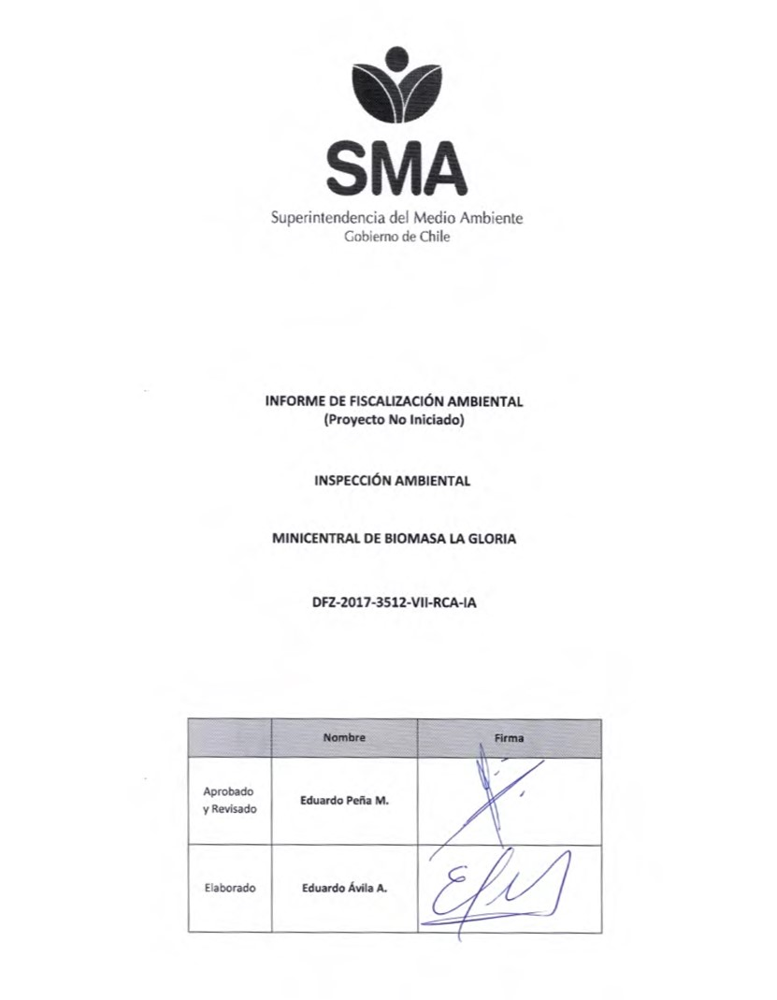 SMA
Superintendencia del Medio Ambiente
Gobierno de Chile
INFORME DE FISCALIZACIÓN AMBIENTAL
(Proyecto No Iniciado)
INSPECCIÓN AMBIENTAL
MINICENTRAL DE BIOMASA LA GLORIA
DFZ-2017-3512-VII-RCA-IA
Nombre
Firma
Aprobado
y Revisado
Eduardo Peña M.
Elaborado
Eduardo Ávila A.